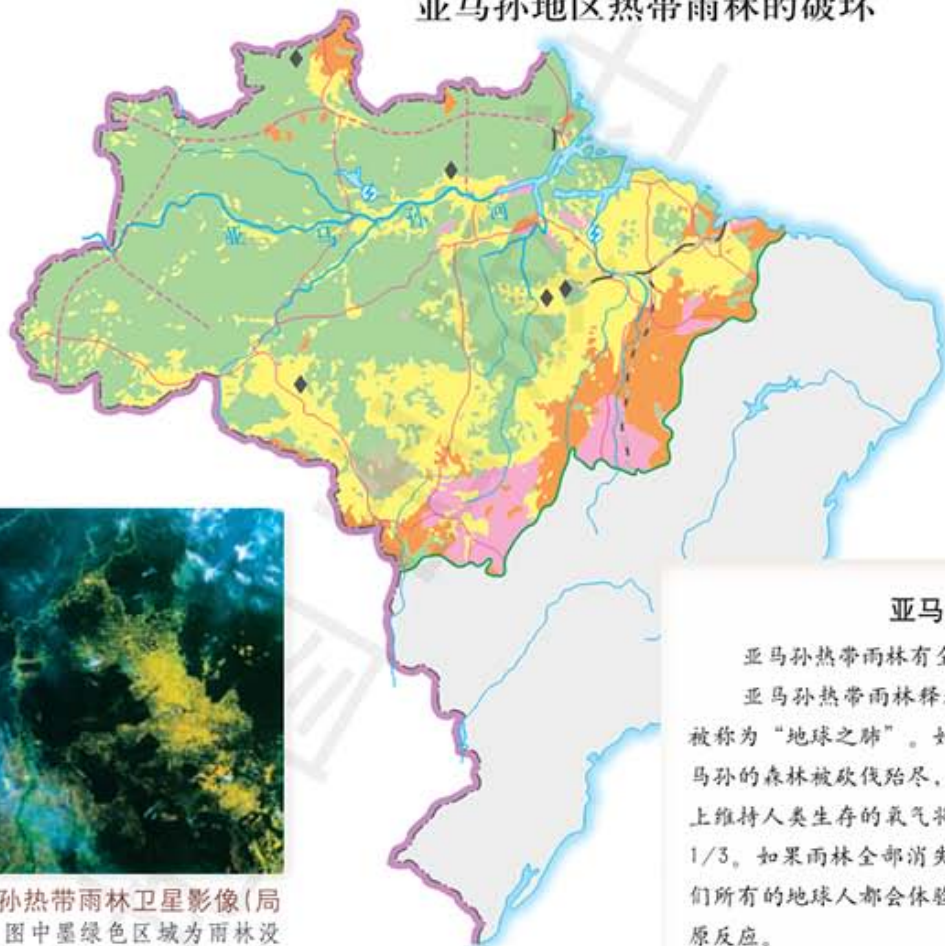 亚马孙地区热带雨林的破坏
亚马孙河
孙热带雨林卫星影像(局
图中墨绿色区域为雨林没
亚马
亚马孙热带雨林有全
亚马孙热带雨林释
被称为“地球之肺”。如
马孙的森林被砍伐殆尽,
上维持人类生存的氧气将
1/3。如果雨林全部消失
们所有的地球人都会体验
原反应。